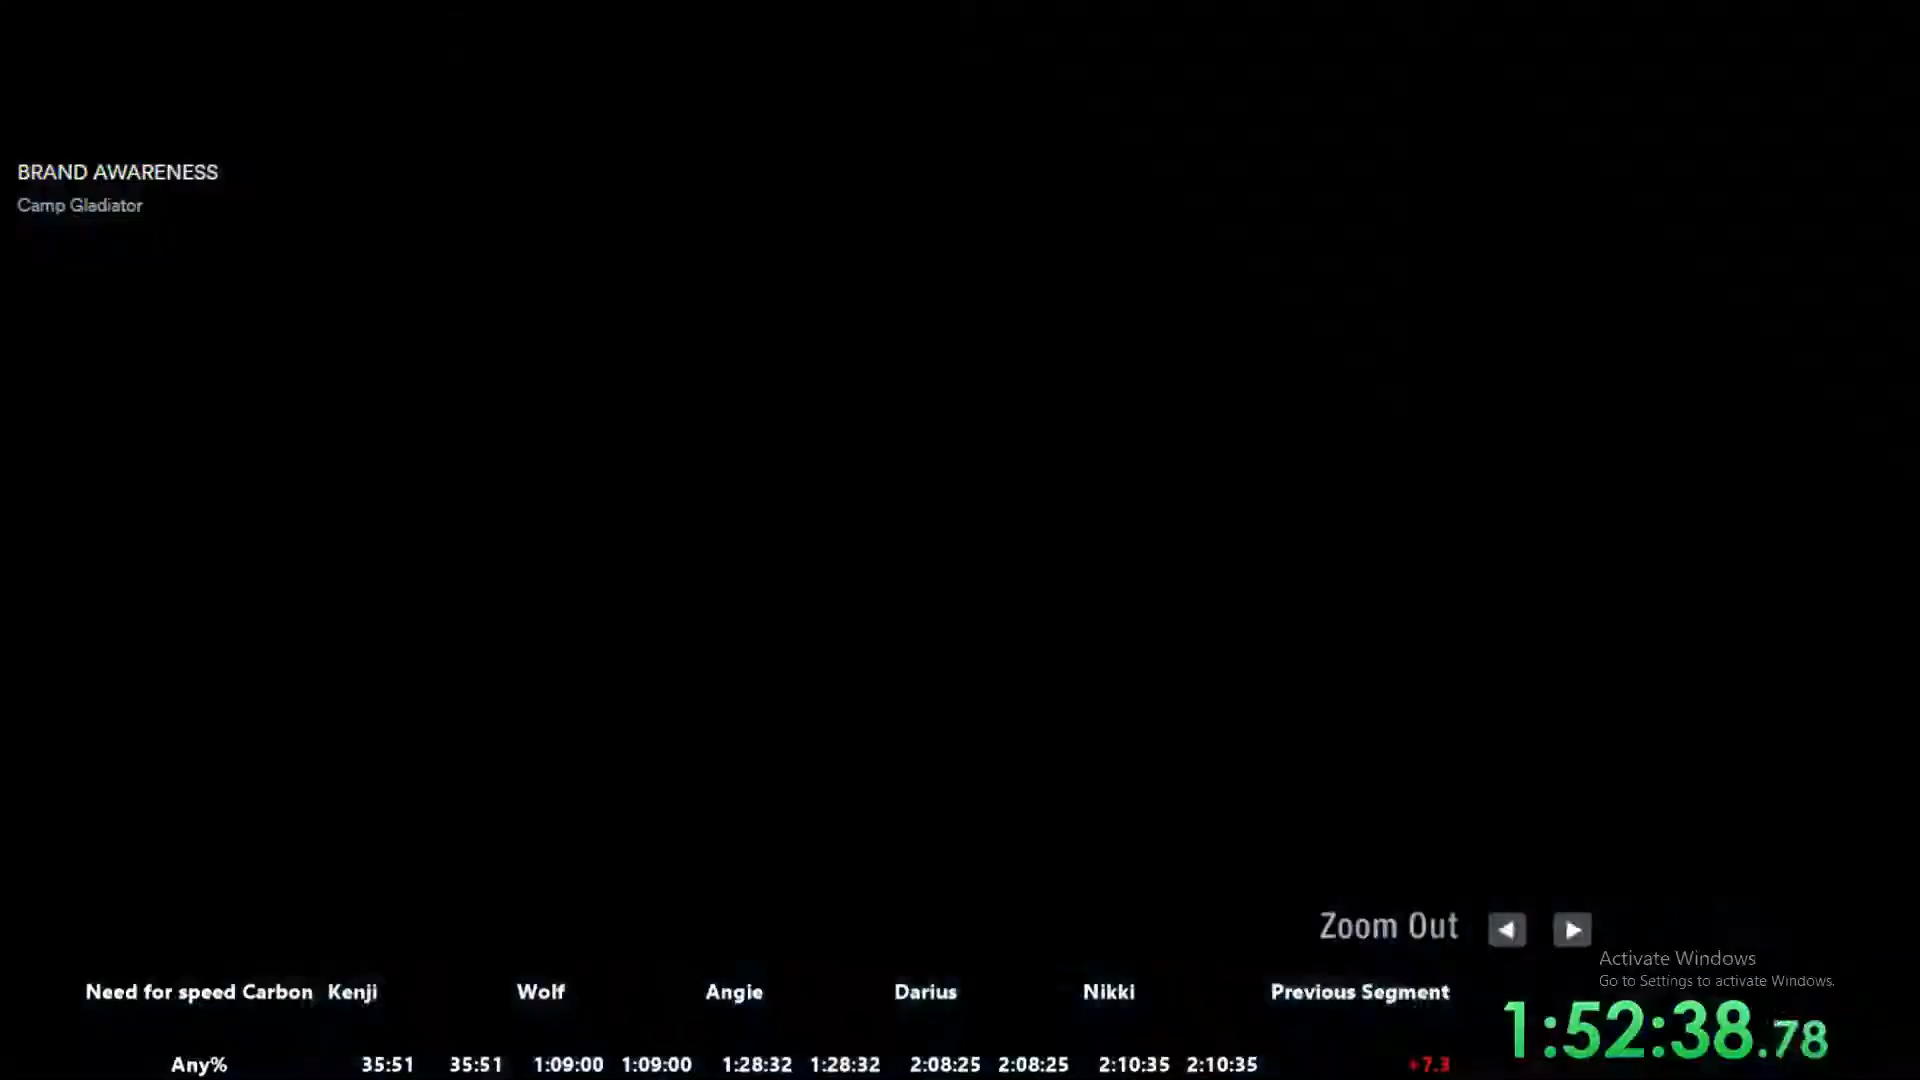 BRAND AWARENESS
Camp Gladiator
Zoom Out
Activate Windows
Go to Settings to activate Windows.
Need for speed Carbon Kenji Wolf Angie Darius Nikki Previous Segment
1:52:38.78
Any% 35:51 35:51 1:09:00 1:09:00 1:28:32 1:28:32 2:08:25 2:08:25 2:10:35 2:10:35 +7.3